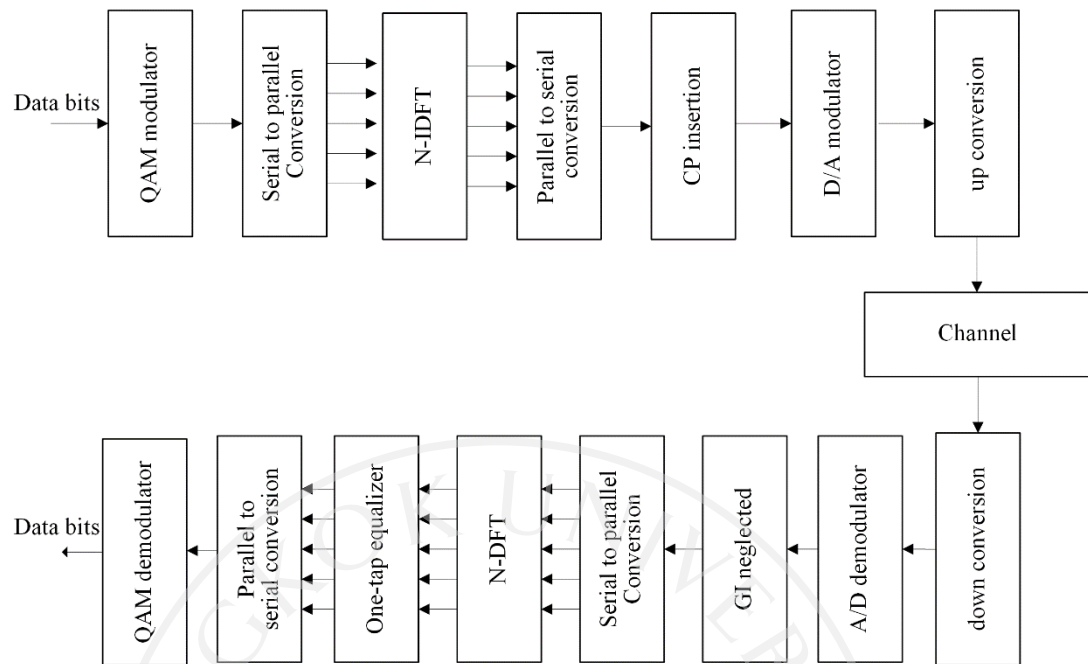 Data bits
QAM modulator
Serial to parallel
Conversion
N-IDFT
Parallel to serial
conversion
CP insertion
D/A modulator
up conversion
Channel
Data bits
QAM demodulator
Parallel to
serial conversion
One-tap equalizer
N-DFT
Serial to parallel
Conversion
GI neglected
A/D demodulator
down conversion
GKOK UNIVER